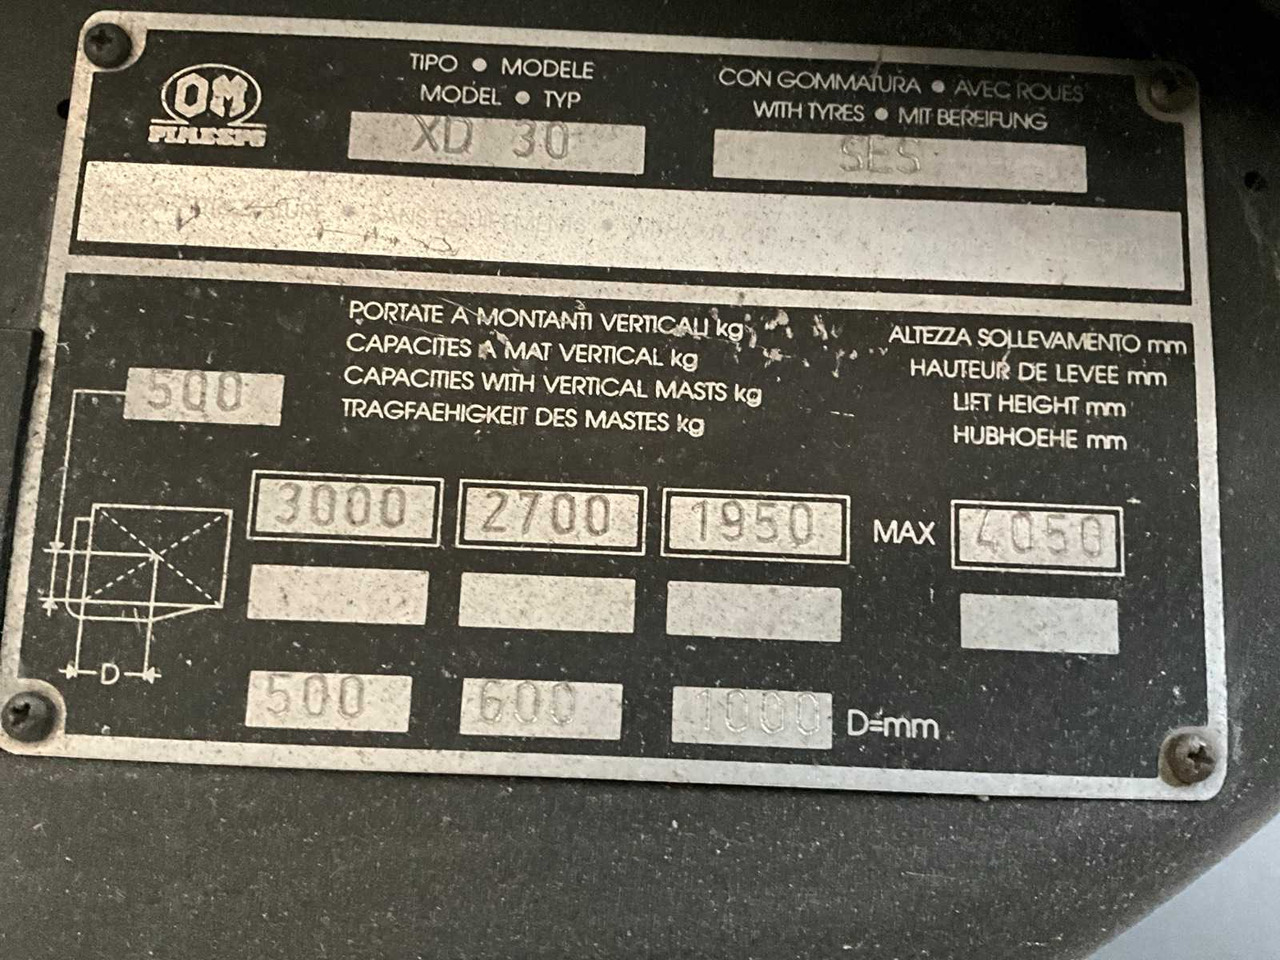 OM
PIMESPO
TIPO • MODELE
MODEL • TYP
XD 30
CON GOMMATURA • AVEC ROUES
WITH TYRES • MIT BEREIFUNG
SES
SANS EQUIPEMENTS •
PORTATE A MONTANTI VERTICALI kg
CAPACITES A MAT VERTICAL kg
CAPACITIES WITH VERTICAL MASTS kg
TRAGFAEHIGKEIT DES MASTES kg
ALTEZZA SOLLEVAMENTO mm
HAUTEUR DE LEVEE mm
LIFT HEIGHT mm
HUBHOEHE mm
500
3000 2700 1950 MAX 4050
D
500 600 1000 D=mm